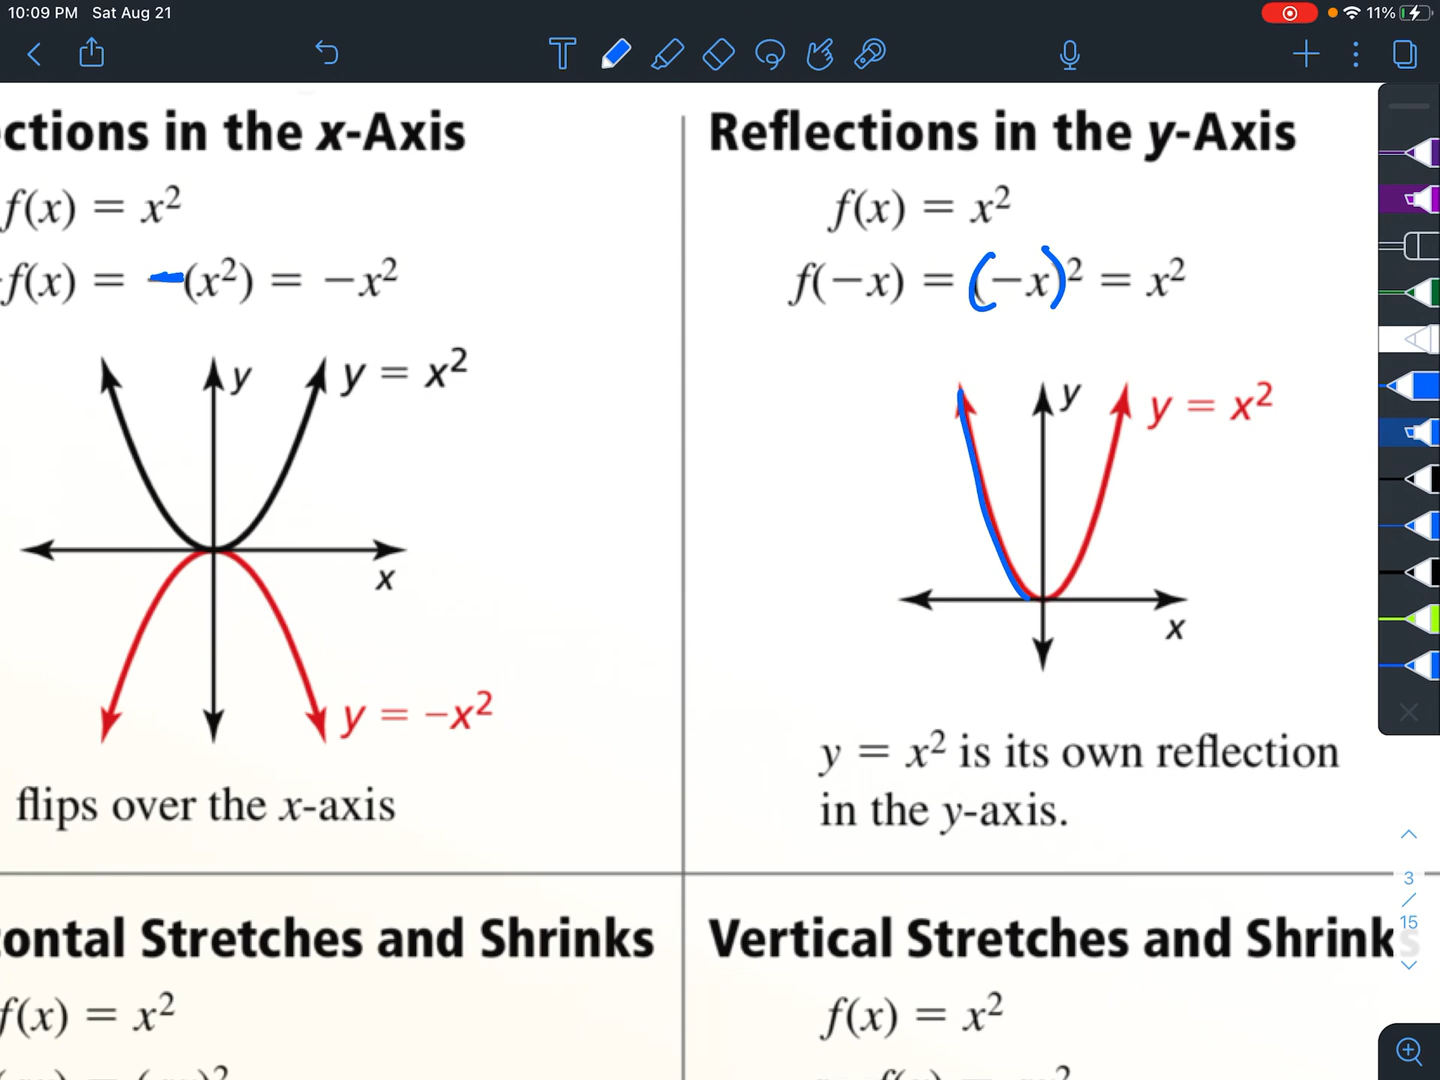 10:09 PM Sat Aug 21
11%
T
ctions in the x-Axis
f(x) = x²
f(x) = −(x²) = −x²
y
y = x²
x
y = −x²
flips over the x-axis
Reflections in the y-Axis
f(x) = x²
f(−x) = (−x)² = x²
y
y = x²
x
y = x² is its own reflection
in the y-axis.
ontal Stretches and Shrinks
f(x) = x²
Vertical Stretches and Shrinks
f(x) = x²
3
/
15